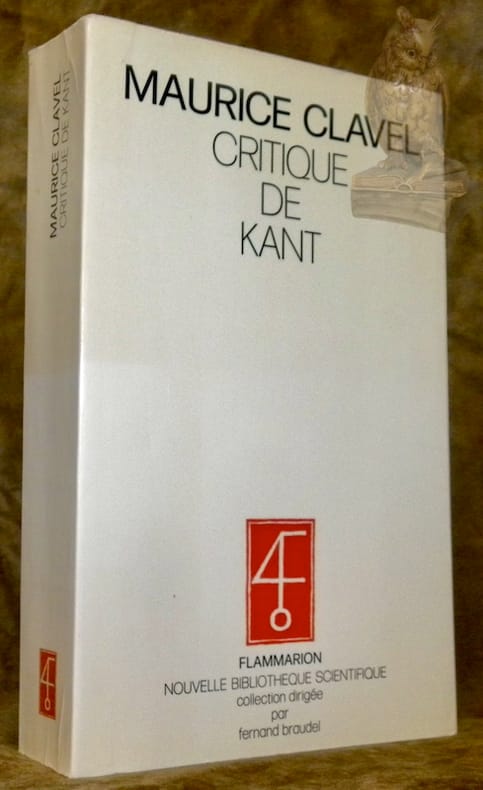 MAURICE CLAVEL
CRITIQUE DE KANT
MAURICE CLAVEL
CRITIQUE
DE
KANT
FLAMMARION
NOUVELLE BIBLIOTHEQUE SCIENTIFIQUE
collection dirigée
par
fernand braudel